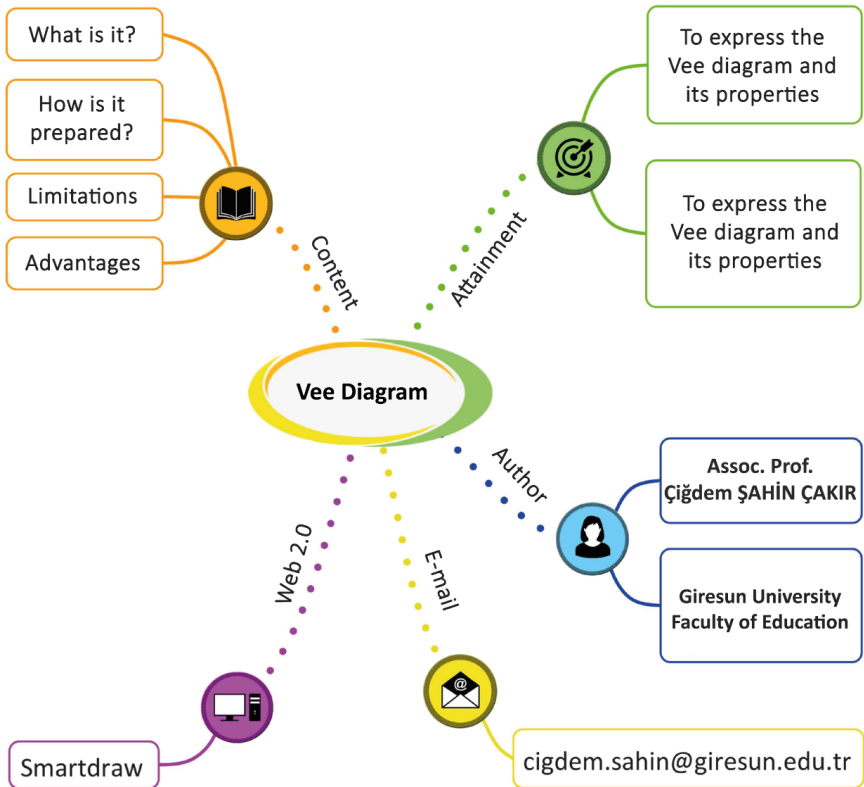 What is it?
How is it
prepared?
Limitations
Advantages
Content
To express the
Vee diagram and
its properties
To express the
Vee diagram and
its properties
Attainment
Vee Diagram
Author
Assoc. Prof.
Çiğdem ŞAHİN ÇAKIR
Giresun University
Faculty of Education
Web 2.0
Smartdraw
E-mail
@
cigdem.sahin@giresun.edu.tr